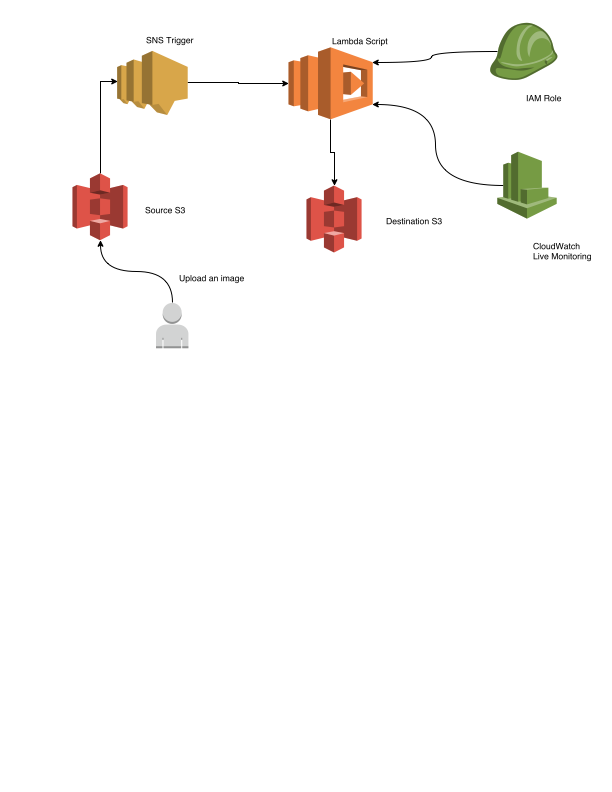 SNS Trigger
Lambda Script
IAM Role
Source S3
Destination S3
CloudWatch
Live Monitoring
Upload an image